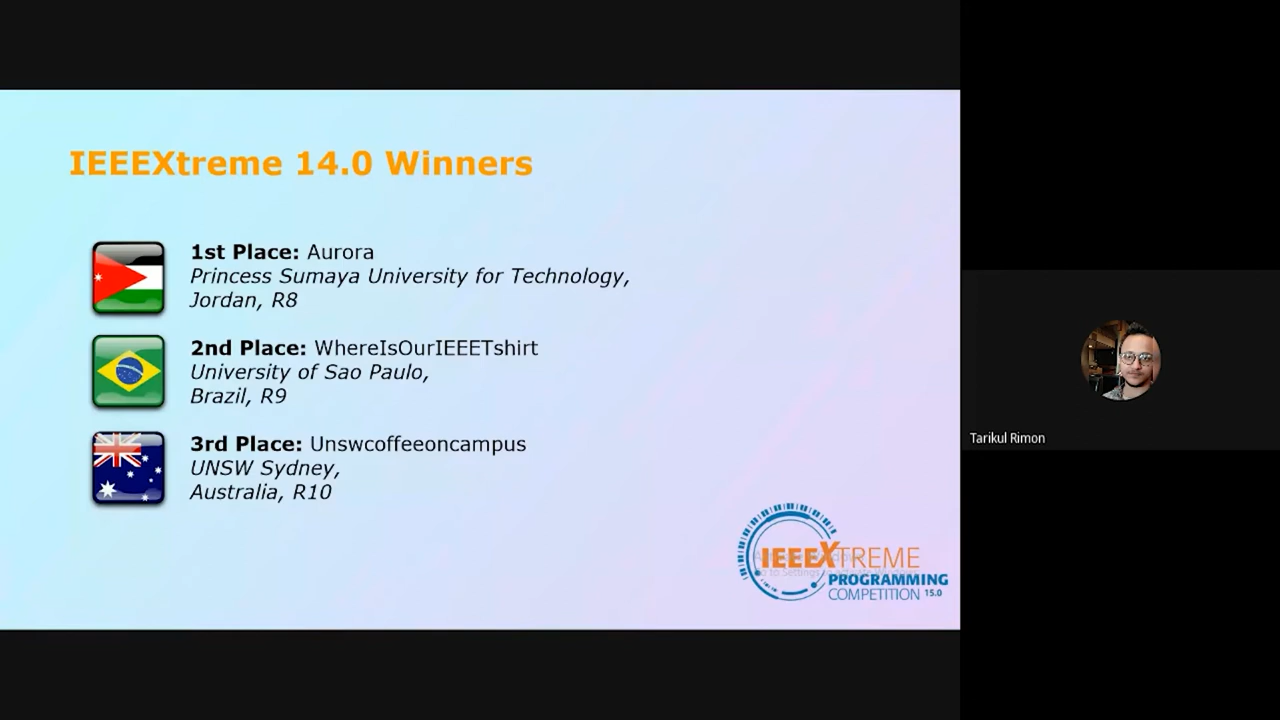 IEEEXtreme 14.0 Winners
1st Place: Aurora
Princess Sumaya University for Technology,
Jordan, R8
2nd Place: WhereIsOurIEEETshirt
University of Sao Paulo,
Brazil, R9
3rd Place: Unswcoffeeoncampus
UNSW Sydney,
Australia, R10
IEEEXTREME
PROGRAMMING
COMPETITION 15.0
Tarikul Rimon